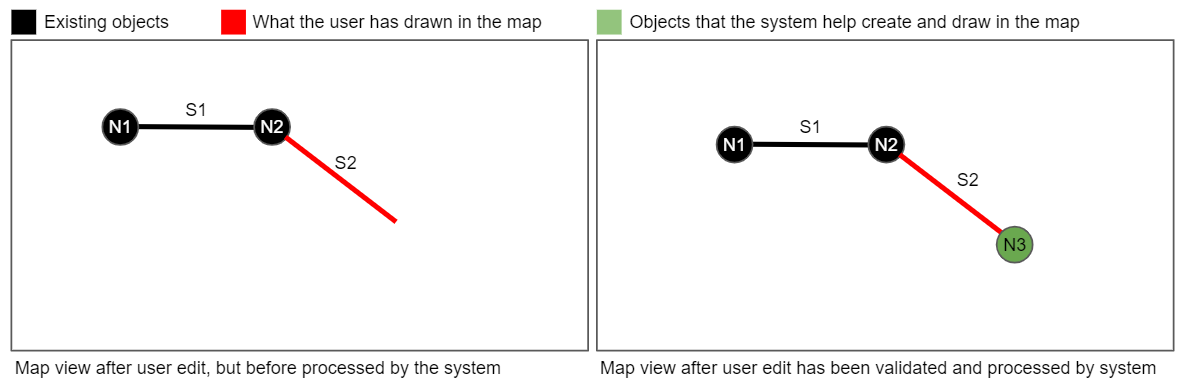 Existing objects
What the user has drawn in the map
Objects that the system help create and draw in the map
S1
N1
N2
S2
Map view after user edit, but before processed by the system
S1
N1
N2
S2
N3
Map view after user edit has been validated and processed by system